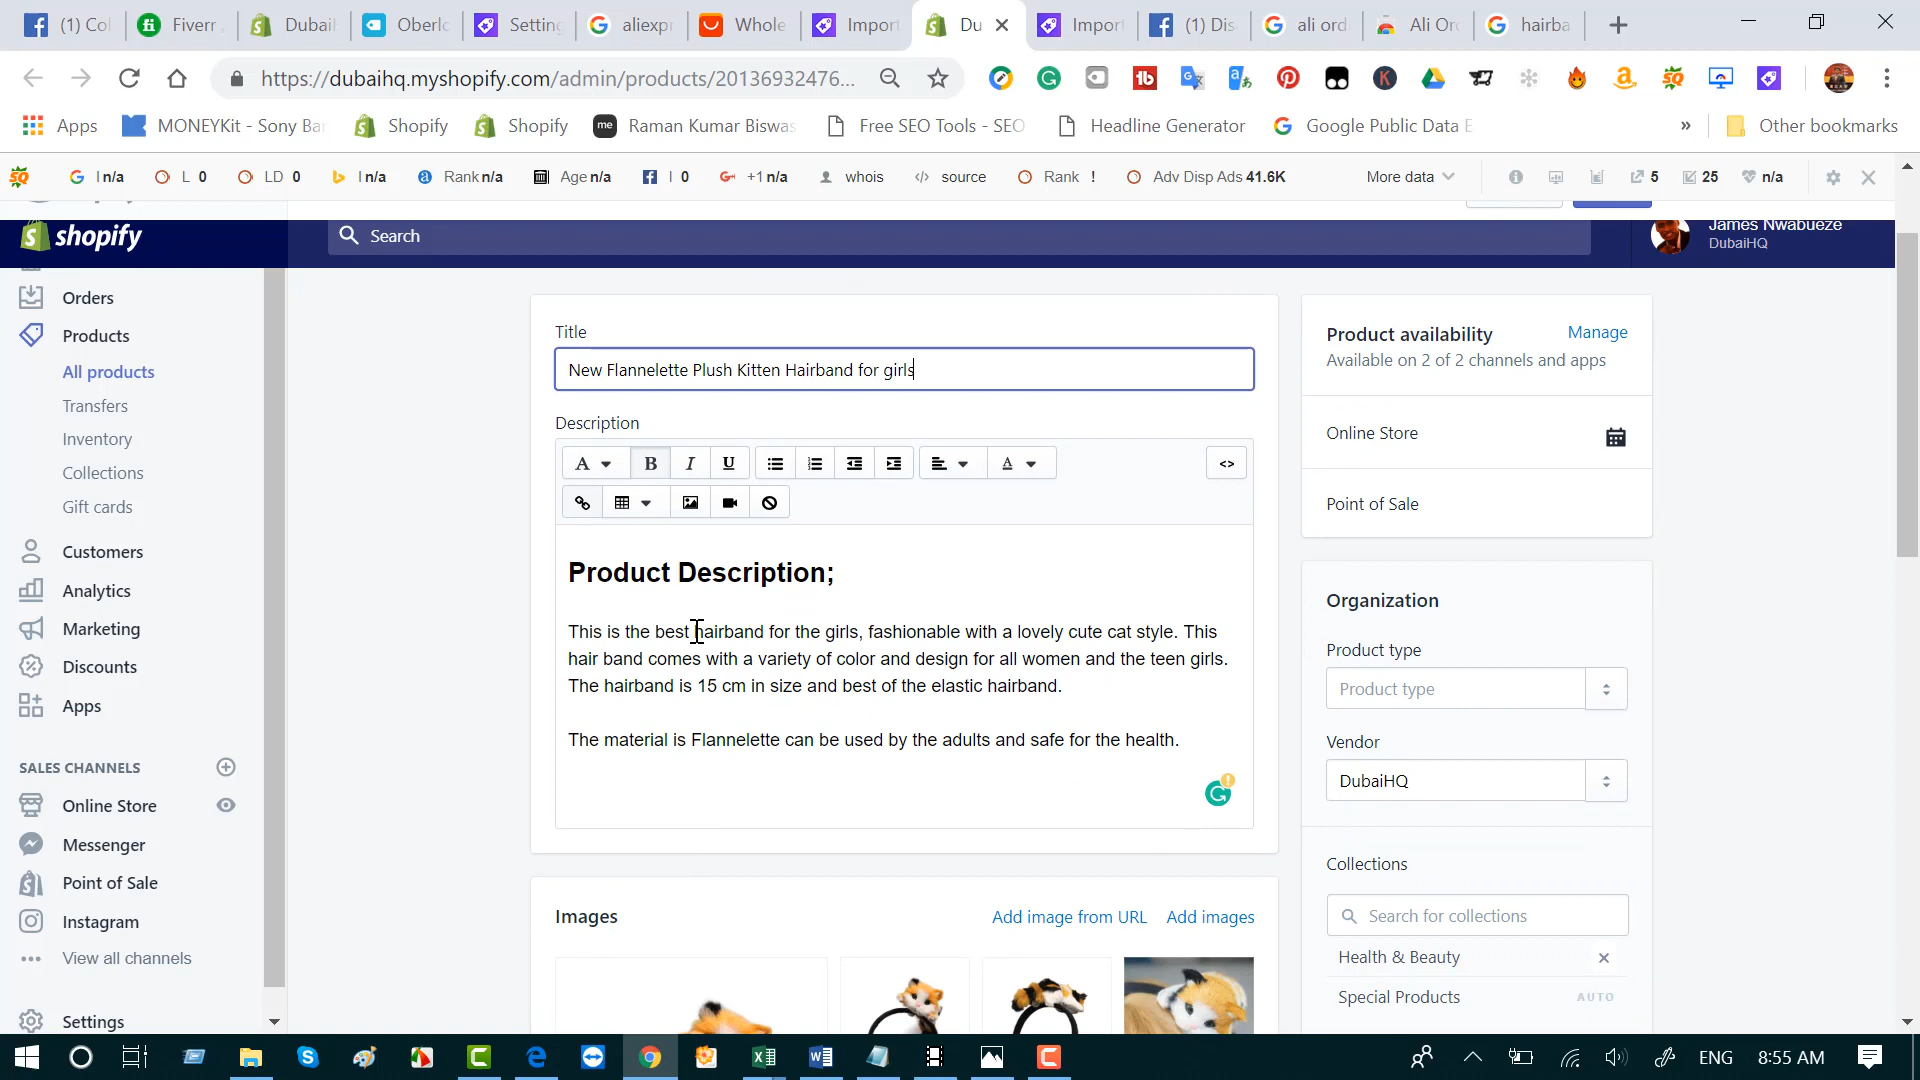 (1) Co
Fiverr
Dubai
Oberlo
Setting
aliexpr
Whole
Import
Du
Import
(1) Dis
ali ord
Ali Or
hairba
https://dubaihq.myshopify.com/admin/products/20136932476...
Apps
MONEYKit - Sony Ba
Shopify
Shopify
me
Raman Kumar Biswas
Free SEO Tools - SEO
Headline Generator
Google Public Data E
»
Other bookmarks
I n/a
L 0
LD 0
I n/a
Rank n/a
Age n/a
I 0
+1 n/a
whois
source
Rank !
Adv Disp Ads 41.6K
More data
5
25
n/a
shopify
Search
James Nwabueze
DubaiHQ
Orders
Products
All products
Transfers
Inventory
Collections
Gift cards
Customers
Analytics
Marketing
Discounts
Apps
SALES CHANNELS
Online Store
Messenger
Point of Sale
Instagram
View all channels
Settings
Title
New Flannelette Plush Kitten Hairband for girls
Description
A
B
I
U
A
<>
Product Description;
This is the best hairband for the girls, fashionable with a lovely cute cat style. This
hair band comes with a variety of color and design for all women and the teen girls.
The hairband is 15 cm in size and best of the elastic hairband.
The material is Flannelette can be used by the adults and safe for the health.
Images
Add image from URL
Add images
Product availability
Manage
Available on 2 of 2 channels and apps
Online Store
Point of Sale
Organization
Product type
Product type
Vendor
DubaiHQ
Collections
Search for collections
Health & Beauty
Special Products
AUTO
ENG
8:55 AM